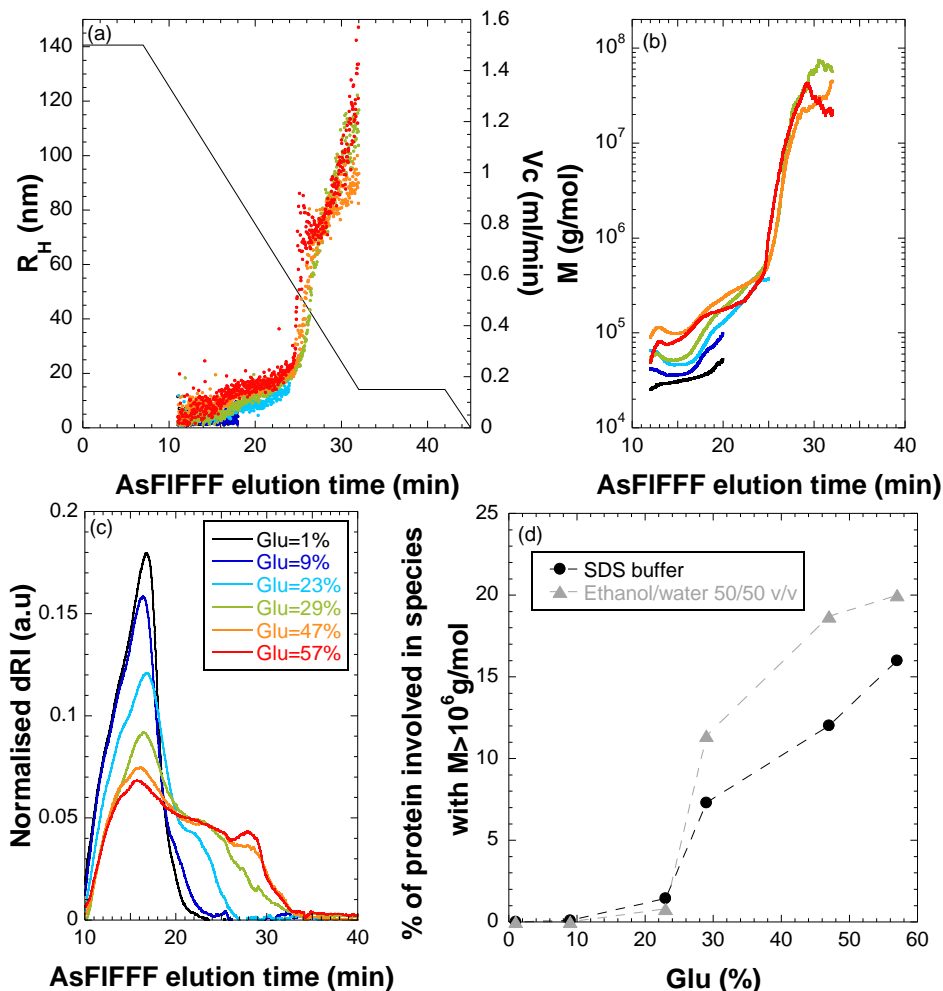 (a)
140
120
100
80
60
40
20
0
R_H (nm)
1.6
1.4
1.2
1
0.8
0.6
0.4
0.2
0
Vc (ml/min)
0 10 20 30 40
AsFlFFF elution time (min)
(b)
10^8
10^7
10^6
10^5
10^4
M (g/mol)
10 20 30 40
AsFlFFF elution time (min)
(c)
0.2
0.15
0.1
0.05
0
Normalised dRI (a.u)
Glu=1%
Glu=9%
Glu=23%
Glu=29%
Glu=47%
Glu=57%
10 20 30 40
AsFlFFF elution time (min)
(d)
25
20
15
10
5
0
% of protein involved in species
with M>10^6g/mol
SDS buffer
Ethanol/water 50/50 v/v
0 10 20 30 40 50 60
Glu (%)